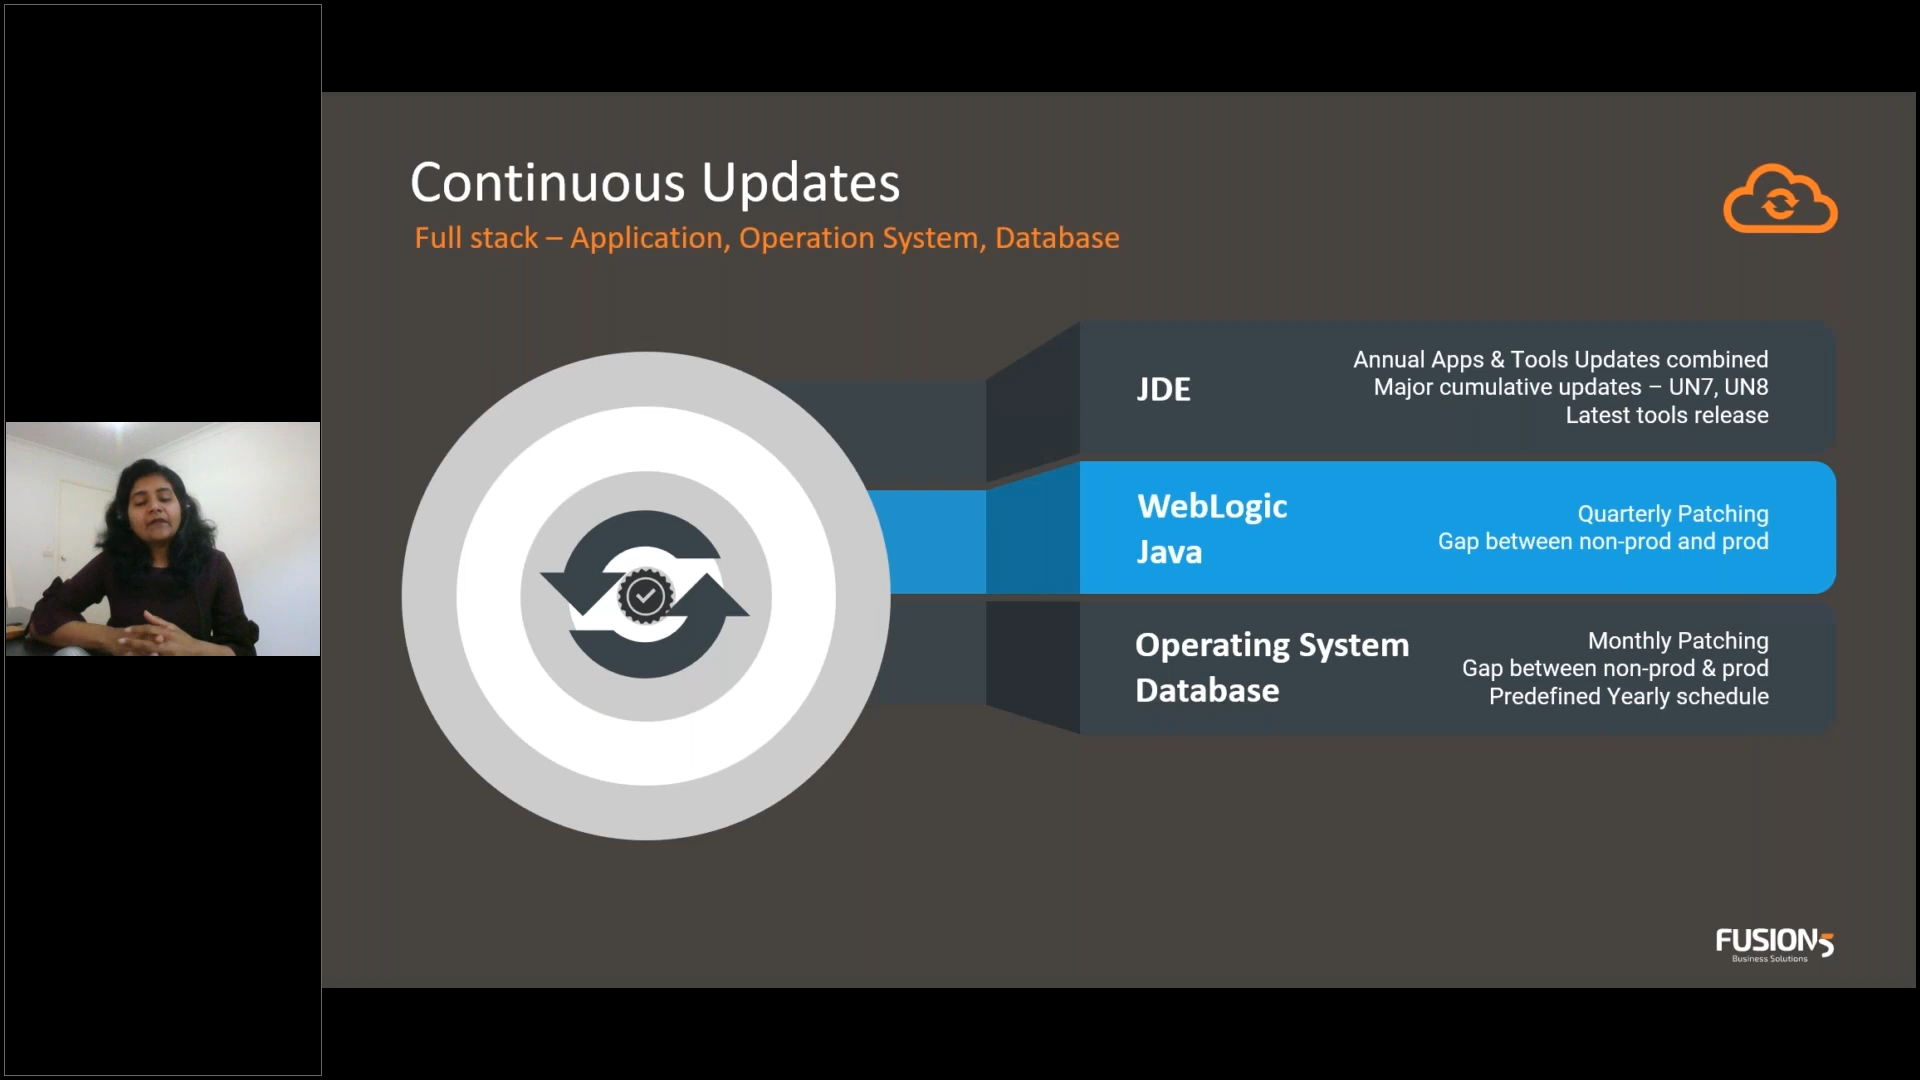 Continuous Updates
Full stack – Application, Operation System, Database
JDE
Annual Apps & Tools Updates combined
Major cumulative updates – UN7, UN8
Latest tools release
WebLogic
Java
Quarterly Patching
Gap between non-prod and prod
Operating System
Database
Monthly Patching
Gap between non-prod & prod
Predefined Yearly schedule
FUSION5
Business Solutions